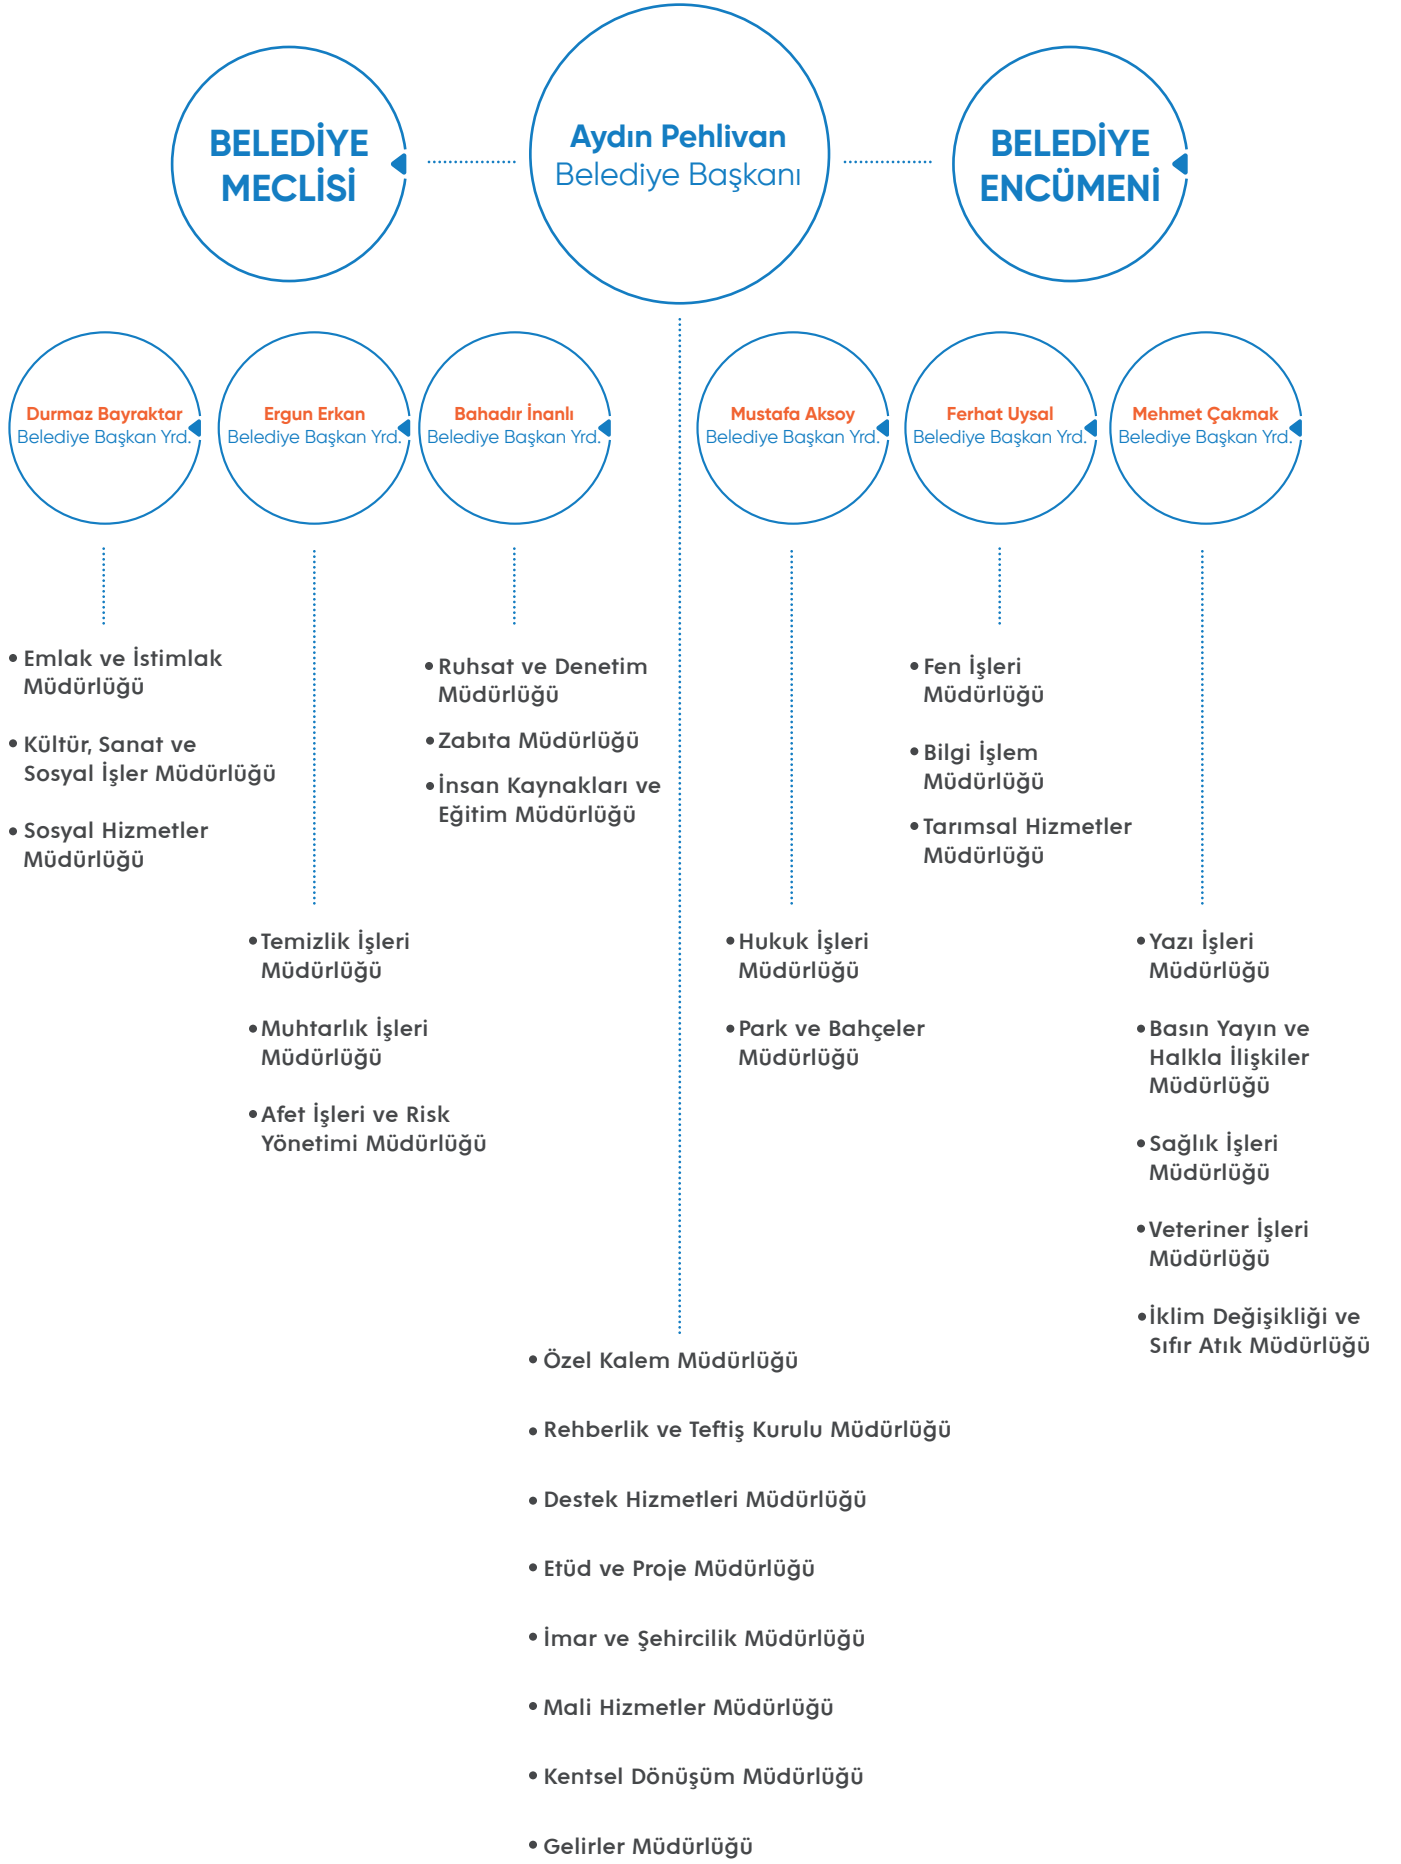 BELEDİYE
MECLİSİ
Aydın Pehlivan
Belediye Başkanı
BELEDİYE
ENCÜMENİ
Durmaz Bayraktar
Belediye Başkan Yrd.
Ergun Erkan
Belediye Başkan Yrd.
Bahadır İnanlı
Belediye Başkan Yrd.
Mustafa Aksoy
Belediye Başkan Yrd.
Ferhat Uysal
Belediye Başkan Yrd.
Mehmet Çakmak
Belediye Başkan Yrd.
• Emlak ve İstimlak
Müdürlüğü
• Kültür, Sanat ve
Sosyal İşler Müdürlüğü
• Sosyal Hizmetler
Müdürlüğü
• Temizlik İşleri
Müdürlüğü
• Muhtarlık İşleri
Müdürlüğü
• Afet İşleri ve Risk
Yönetimi Müdürlüğü
• Ruhsat ve Denetim
Müdürlüğü
• Zabıta Müdürlüğü
• İnsan Kaynakları ve
Eğitim Müdürlüğü
• Hukuk İşleri
Müdürlüğü
• Park ve Bahçeler
Müdürlüğü
• Fen İşleri
Müdürlüğü
• Bilgi İşlem
Müdürlüğü
• Tarımsal Hizmetler
Müdürlüğü
• Yazı İşleri
Müdürlüğü
• Basın Yayın ve
Halkla İlişkiler
Müdürlüğü
• Sağlık İşleri
Müdürlüğü
• Veteriner İşleri
Müdürlüğü
• İklim Değişikliği ve
Sıfır Atık Müdürlüğü
• Özel Kalem Müdürlüğü
• Rehberlik ve Teftiş Kurulu Müdürlüğü
• Destek Hizmetleri Müdürlüğü
• Etüd ve Proje Müdürlüğü
• İmar ve Şehircilik Müdürlüğü
• Mali Hizmetler Müdürlüğü
• Kentsel Dönüşüm Müdürlüğü
• Gelirler Müdürlüğü